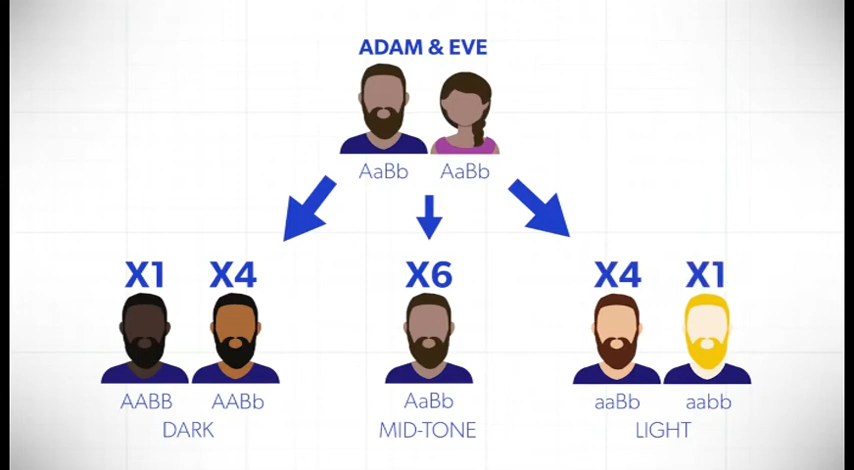 ADAM & EVE
AaBb AaBb
X1 X4 X6 X4 X1
AABB AABb AaBb aaBb aabb
DARK MID-TONE LIGHT